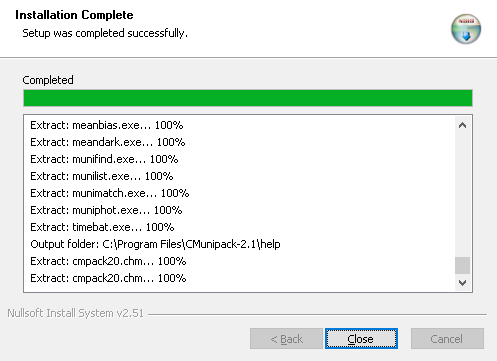 Installation Complete
Setup was completed successfully.
Completed
Extract: meanbias.exe... 100%
Extract: meandark.exe... 100%
Extract: munifind.exe... 100%
Extract: munilist.exe... 100%
Extract: munimatch.exe... 100%
Extract: muniphot.exe... 100%
Extract: timebat.exe... 100%
Output folder: C:\Program Files\CMunipack-2.1\help
Extract: cmpack20.chm... 100%
Extract: cmpack20.chm... 100%
Nullsoft Install System v2.51
< Back Close Cancel